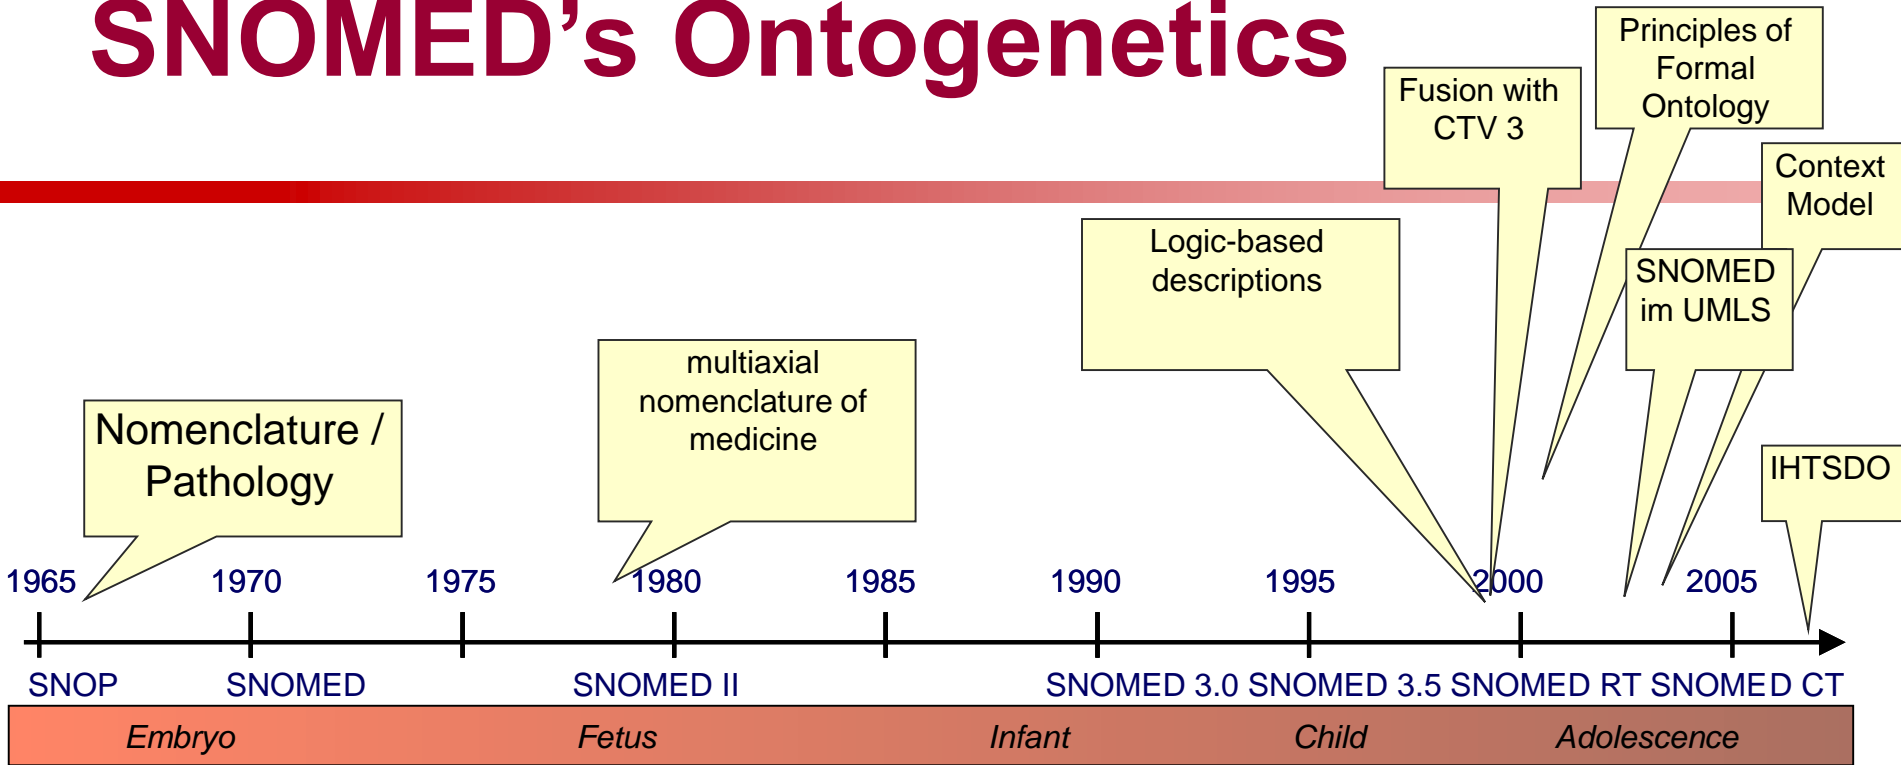 SNOMED's Ontogenetics
Principles of
Formal
Ontology
Fusion with
CTV 3
Context
Model
Logic-based
descriptions
SNOMED
im UMLS
multiaxial
nomenclature of
medicine
Nomenclature /
Pathology
IHTSDO
1965 1970 1975 1980 1985 1990 1995 2000 2005
SNOP SNOMED SNOMED II SNOMED 3.0 SNOMED 3.5 SNOMED RT SNOMED CT
Embryo Fetus Infant Child Adolescence